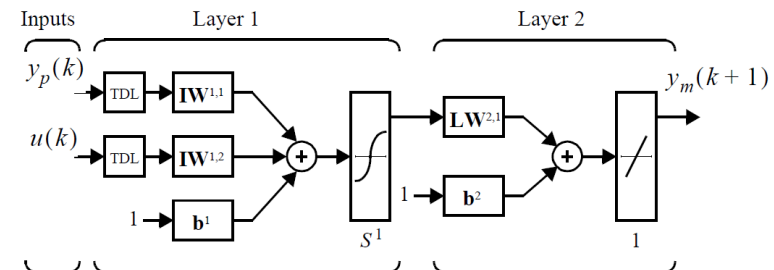 Inputs Layer 1 Layer 2
y_p(k) y_m(k + 1)
TDL IW^{1,1}
LW^{2,1}
u(k)
TDL IW^{1,2} + +
1 b^1 1 b^2
S^1 1